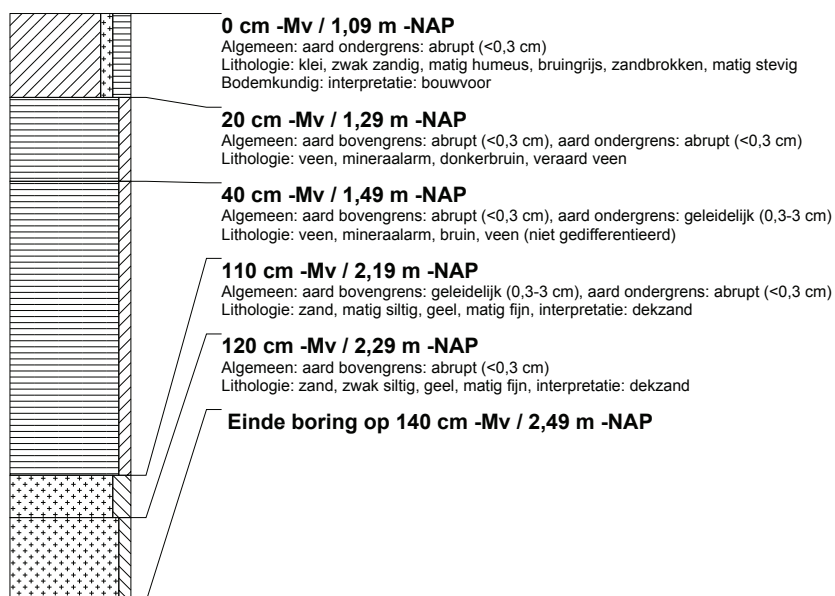 0 cm -Mv / 1,09 m -NAP
Algemeen: aard ondergrens: abrupt (<0,3 cm)
Lithologie: klei, zwak zandig, matig humeus, bruingrijs, zandbrokken, matig stevig
Bodemkundig: interpretatie: bouwvoor
20 cm -Mv / 1,29 m -NAP
Algemeen: aard bovengrens: abrupt (<0,3 cm), aard ondergrens: abrupt (<0,3 cm)
Lithologie: veen, mineraalarm, donkerbruin, veraard veen
40 cm -Mv / 1,49 m -NAP
Algemeen: aard bovengrens: abrupt (<0,3 cm), aard ondergrens: geleidelijk (0,3-3 cm)
Lithologie: veen, mineraalarm, bruin, veen (niet gedifferentieerd)
110 cm -Mv / 2,19 m -NAP
Algemeen: aard bovengrens: geleidelijk (0,3-3 cm), aard ondergrens: abrupt (<0,3 cm)
Lithologie: zand, matig siltig, geel, matig fijn, interpretatie: dekzand
120 cm -Mv / 2,29 m -NAP
Algemeen: aard bovengrens: abrupt (<0,3 cm)
Lithologie: zand, zwak siltig, geel, matig fijn, interpretatie: dekzand
Einde boring op 140 cm -Mv / 2,49 m -NAP